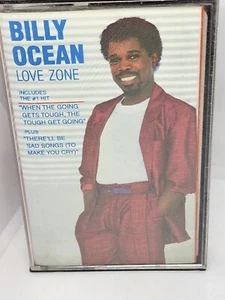 BILLY
OCEAN
LOVE ZONE
INCLUDES
THE #1 HIT
"WHEN THE GOING
GETS TOUGH, THE
TOUGH GET GOING"
PLUS
"THERE'LL BE
SAD SONGS (TO
MAKE YOU CRY)"